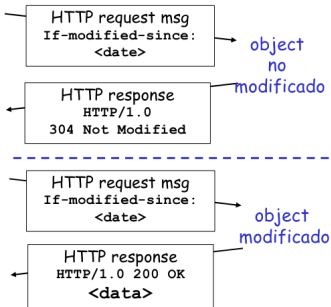 HTTP request msg
If-modified-since:
<date>
object
no
modificado
HTTP response
HTTP/1.0
304 Not Modified
HTTP request msg
If-modified-since:
<date>
object
modificado
HTTP response
HTTP/1.0 200 OK
<data>